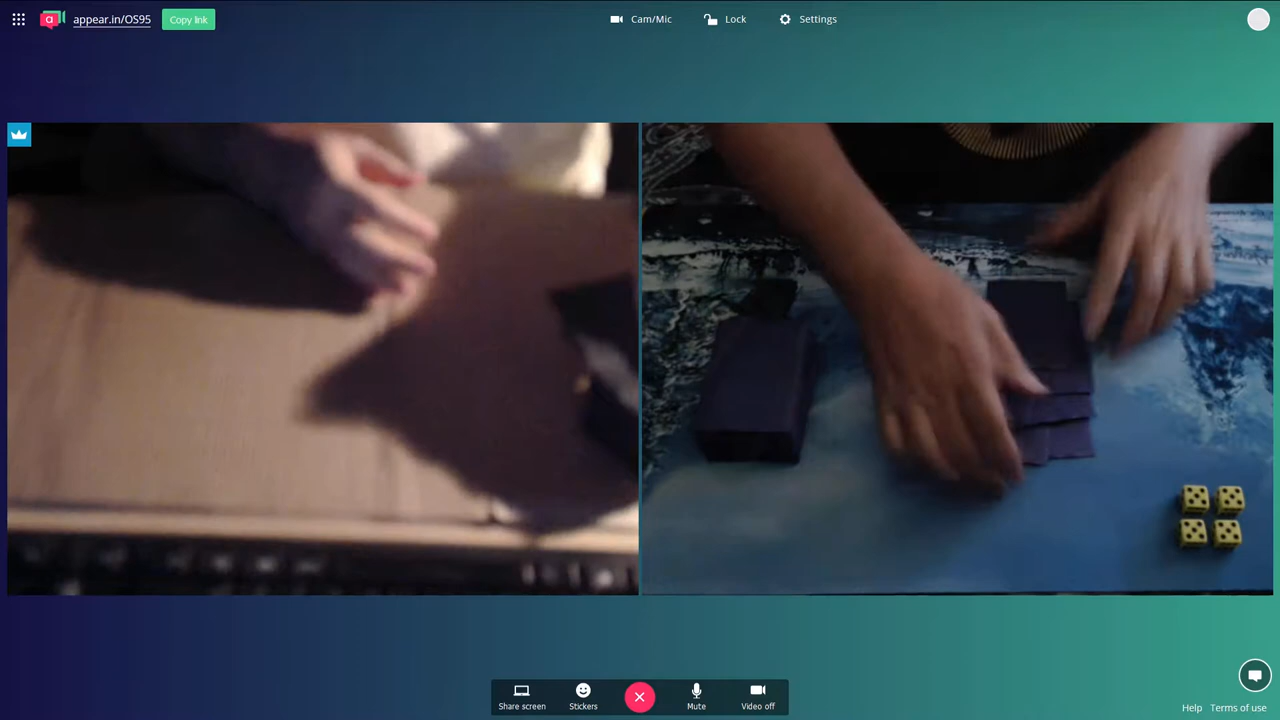 appear.in/OS95
Copy link
Cam/Mic
Lock
Settings
Share screen
Stickers
Mute
Video off
Help
Terms of use